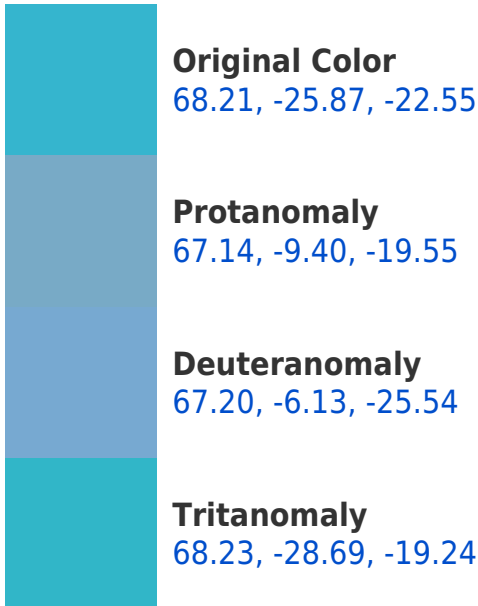 Original Color
68.21, -25.87, -22.55
Protanomaly
67.14, -9.40, -19.55
Deuteranomaly
67.20, -6.13, -25.54
Tritanomaly
68.23, -28.69, -19.24